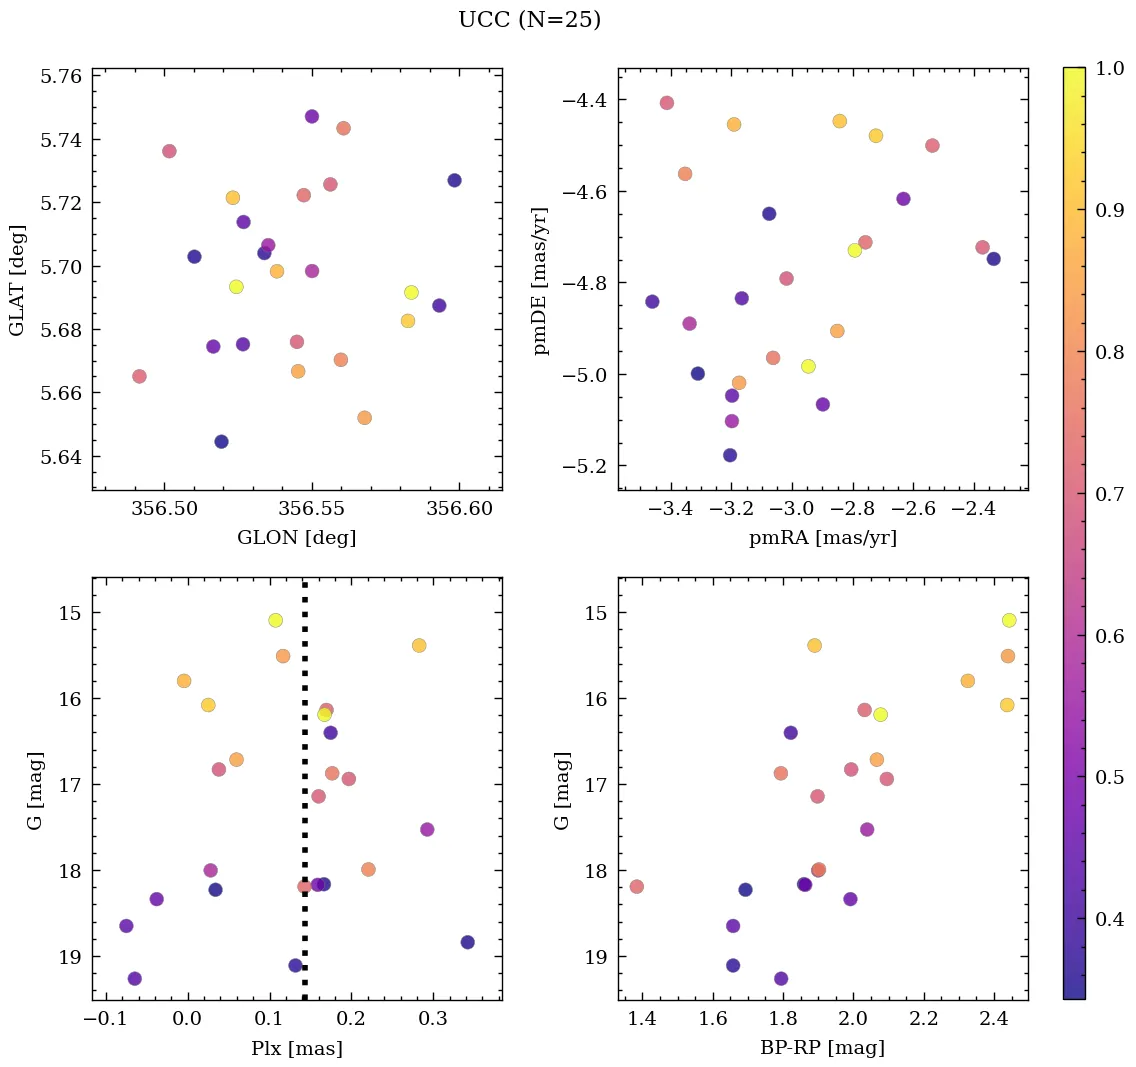 UCC (N=25)
5.76
5.74
5.72
5.70
5.68
5.66
5.64
GLAT [deg]
356.50 356.55 356.60
GLON [deg]
−4.4
−4.6
−4.8
−5.0
−5.2
pmDE [mas/yr]
−3.4 −3.2 −3.0 −2.8 −2.6 −2.4
pmRA [mas/yr]
15
16
17
18
19
G [mag]
−0.1 0.0 0.1 0.2 0.3
Plx [mas]
15
16
17
18
19
G [mag]
1.4 1.6 1.8 2.0 2.2 2.4
BP-RP [mag]
1.0
0.9
0.8
0.7
0.6
0.5
0.4